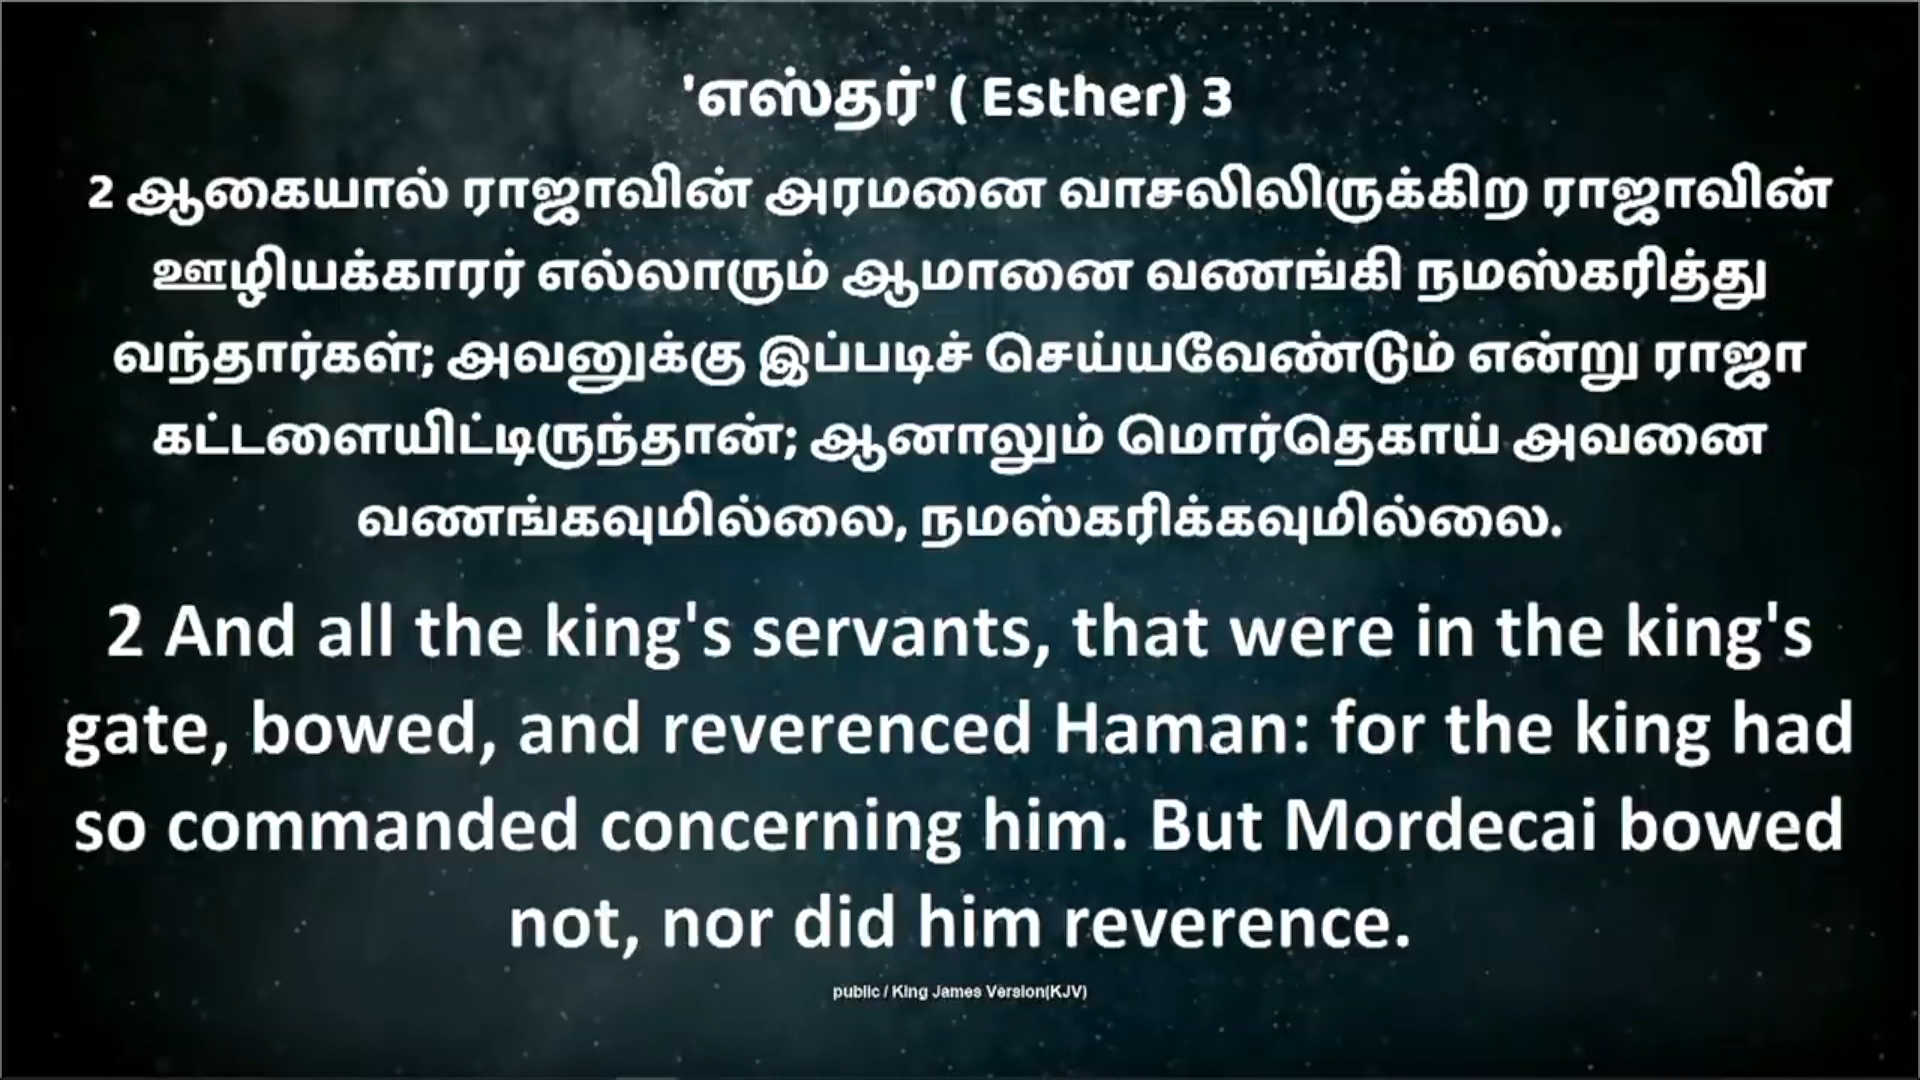 'எஸ்தர்' ( Esther) 3
2 ஆகையால் ராஜாவின் அரமனை வாசலிலிருக்கிற ராஜாவின்
ஊழியக்காரர் எல்லாரும் ஆமானை வணங்கி நமஸ்கரித்து
வந்தார்கள்; அவனுக்கு இப்படிச் செய்யவேண்டும் என்று ராஜா
கட்டளையிட்டிருந்தான்; ஆனாலும் மொர்தெகாய் அவனை
வணங்கவுமில்லை, நமஸ்கரிக்கவுமில்லை.
2 And all the king's servants, that were in the king's
gate, bowed, and reverenced Haman: for the king had
so commanded concerning him. But Mordecai bowed
not, nor did him reverence.
public / King James Version(KJV)